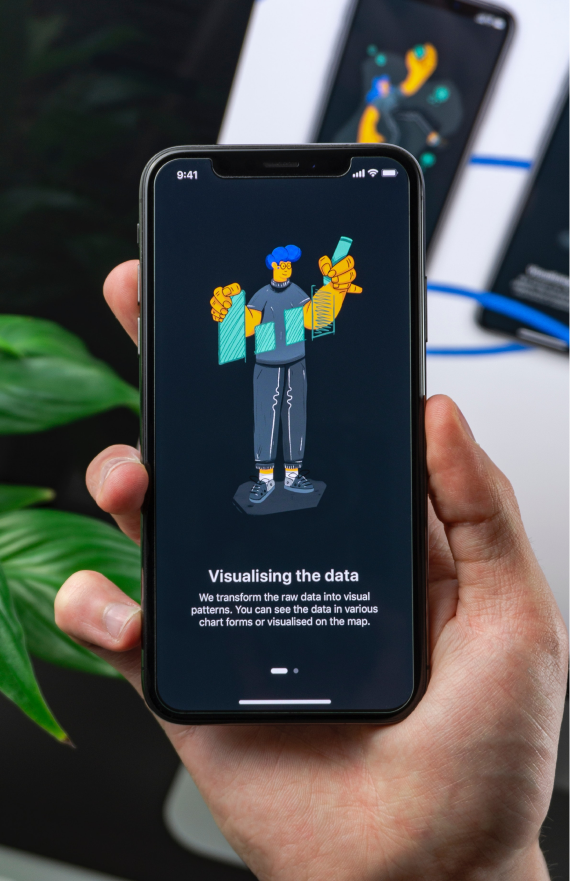 9:41
Visualising the data
We transform the raw data into visual
patterns. You can see the data in various
chart forms or visualised on the map.